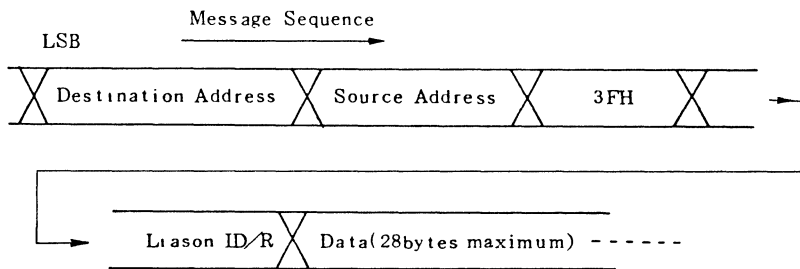 Message Sequence
LSB
Destination Address Source Address 3FH
Liason ID/R Data(28bytes maximum)